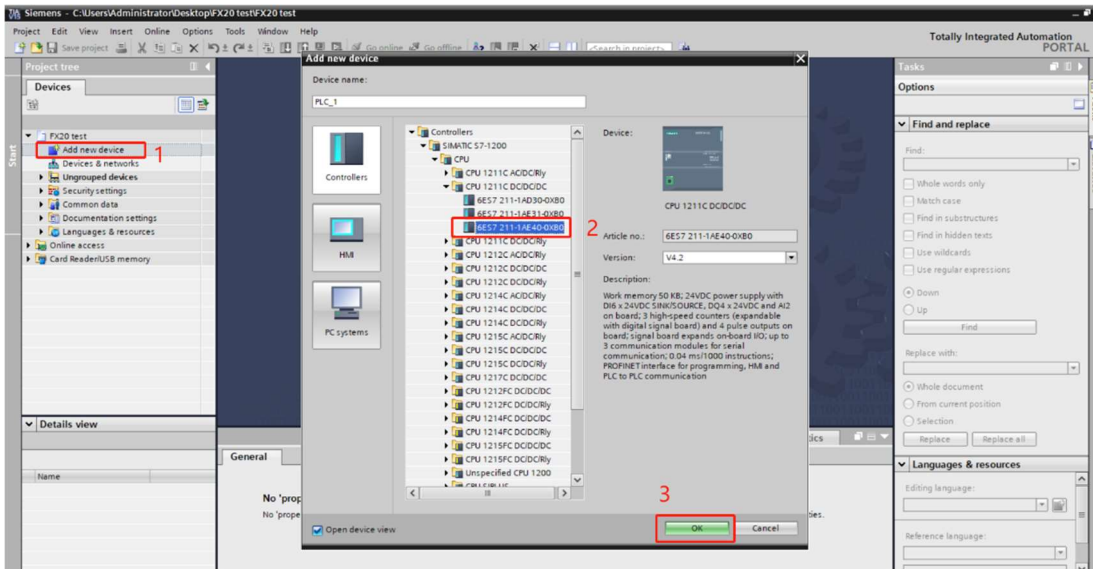 Siemens - C:\Users\Administrator\Desktop\FX20 test\FX20 test
Project Edit View Insert Online Options Tools Window Help
Totally Integrated Automation
PORTAL
Save project
Go online
Go offline
<Search in project>
Project tree
Devices
Start
FX20 test
Add new device
1
Devices & networks
Ungrouped devices
Security settings
Common data
Documentation settings
Languages & resources
Online access
Card Reader/USB memory
Details view
Name
General
No 'prop
No 'prope
ties.
tics
Add new device
Device name:
PLC_1
Controllers
HMI
PC systems
Controllers
SIMATIC S7-1200
CPU
CPU 1211C AC/DC/Rly
CPU 1211C DC/DC/DC
6ES7 211-1AD30-0XB0
6ES7 211-1AE31-0XB0
6ES7 211-1AE40-0XB0
2
CPU 1211C DC/DC/Rly
CPU 1212C AC/DC/Rly
CPU 1212C DC/DC/DC
CPU 1212C DC/DC/Rly
CPU 1214C AC/DC/Rly
CPU 1214C DC/DC/DC
CPU 1214C DC/DC/Rly
CPU 1215C AC/DC/Rly
CPU 1215C DC/DC/DC
CPU 1215C DC/DC/Rly
CPU 1217C DC/DC/DC
CPU 1212FC DC/DC/DC
CPU 1212FC DC/DC/Rly
CPU 1214FC DC/DC/DC
CPU 1214FC DC/DC/Rly
CPU 1215FC DC/DC/DC
CPU 1215FC DC/DC/Rly
Unspecified CPU 1200
CPU SIPLUS
Device:
CPU 1211C DC/DC/DC
Article no.: 6ES7 211-1AE40-0XB0
Version: V4.2
Description:
Work memory 50 KB; 24VDC power supply with
DI6 x 24VDC SINK/SOURCE, DQ4 x 24VDC and AI2
on board; 3 high-speed counters (expandable
with digital signal board) and 4 pulse outputs on
board; signal board expands on-board I/O; up to
3 communication modules for serial
communication; 0.04 ms/1000 instructions;
PROFINET interface for programming, HMI and
PLC to PLC communication
3
Open device view
OK
Cancel
Tasks
Options
Find and replace
Find:
Whole words only
Match case
Find in substructures
Find in hidden texts
Use wildcards
Use regular expressions
Down
Up
Find
Replace with:
Whole document
From current position
Selection
Replace
Replace all
Languages & resources
Editing language:
Reference language: